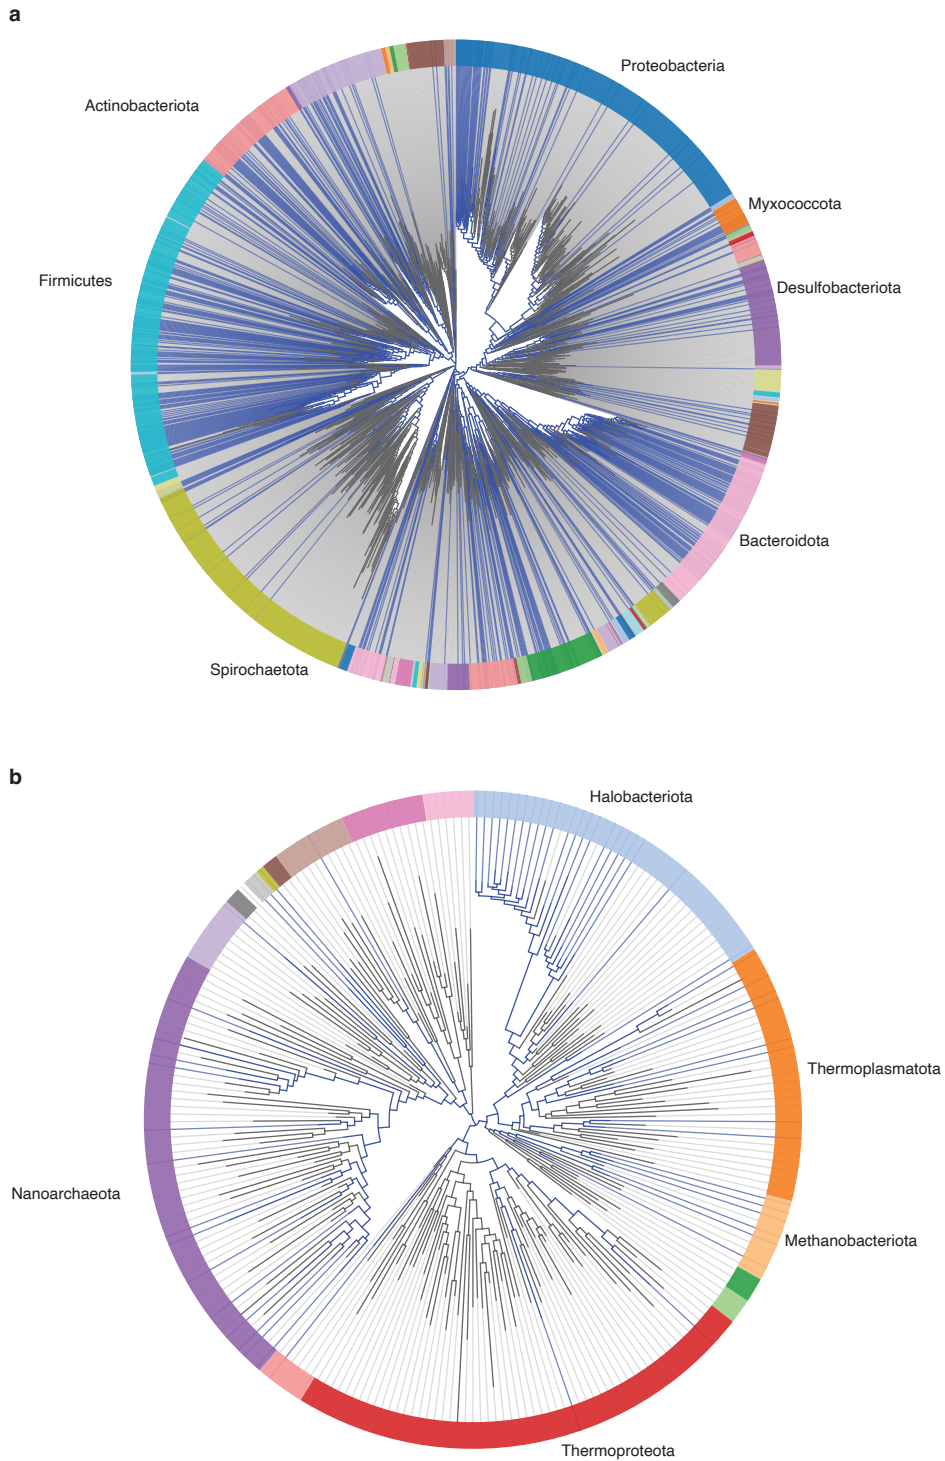 a
Proteobacteria
Actinobacteriota
Myxococcota
Firmicutes
Desulfobacteriota
Bacteroidota
Spirochaetota
b
Halobacteriota
Thermoplasmatota
Nanoarchaeota
Methanobacteriota
Thermoproteota